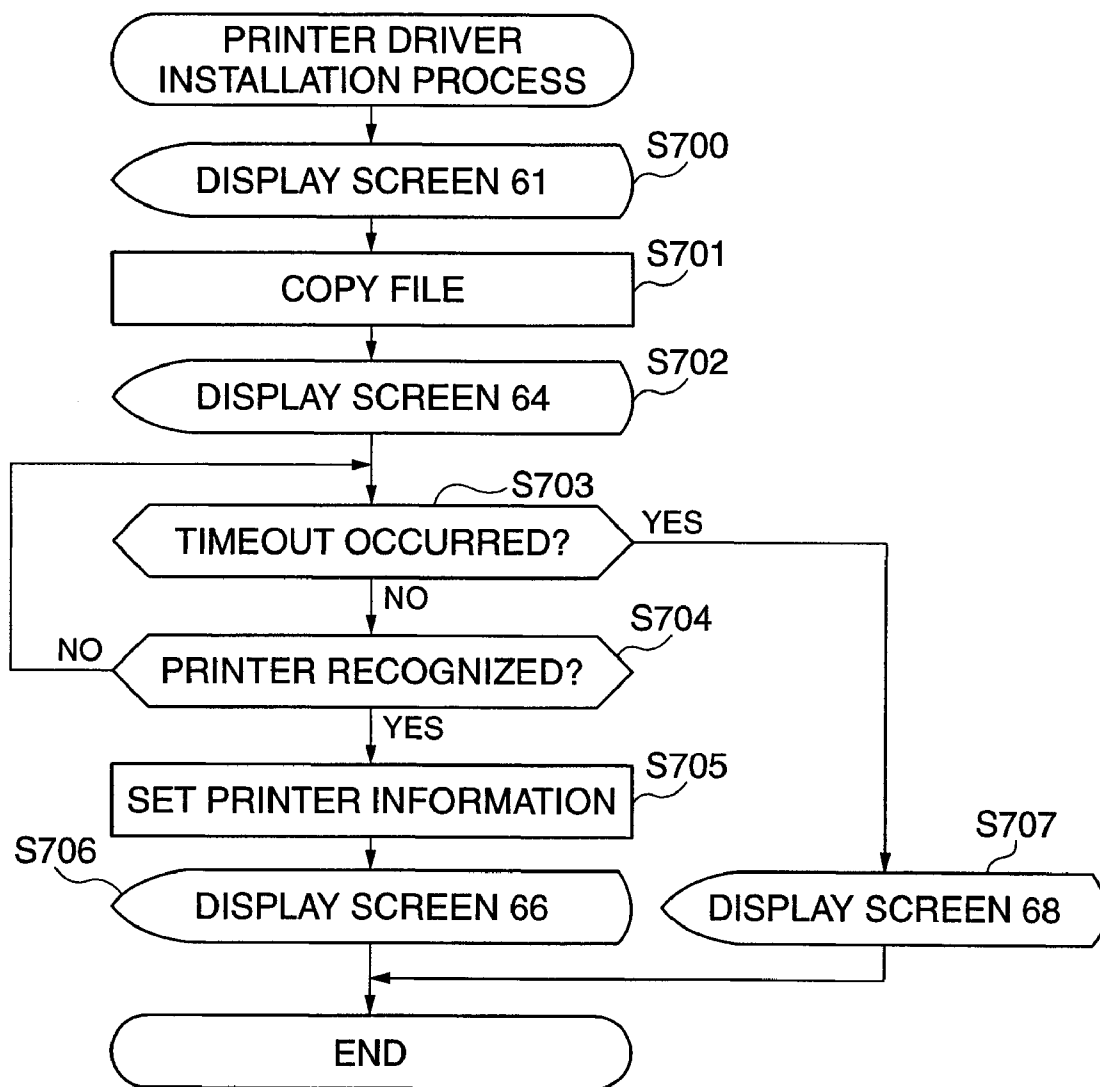 PRINTER DRIVER
INSTALLATION PROCESS
S700
DISPLAY SCREEN 61
S701
COPY FILE
S702
DISPLAY SCREEN 64
S703
TIMEOUT OCCURRED?
YES
NO
S704
NO
PRINTER RECOGNIZED?
YES
S705
SET PRINTER INFORMATION
S706
DISPLAY SCREEN 66
S707
DISPLAY SCREEN 68
END